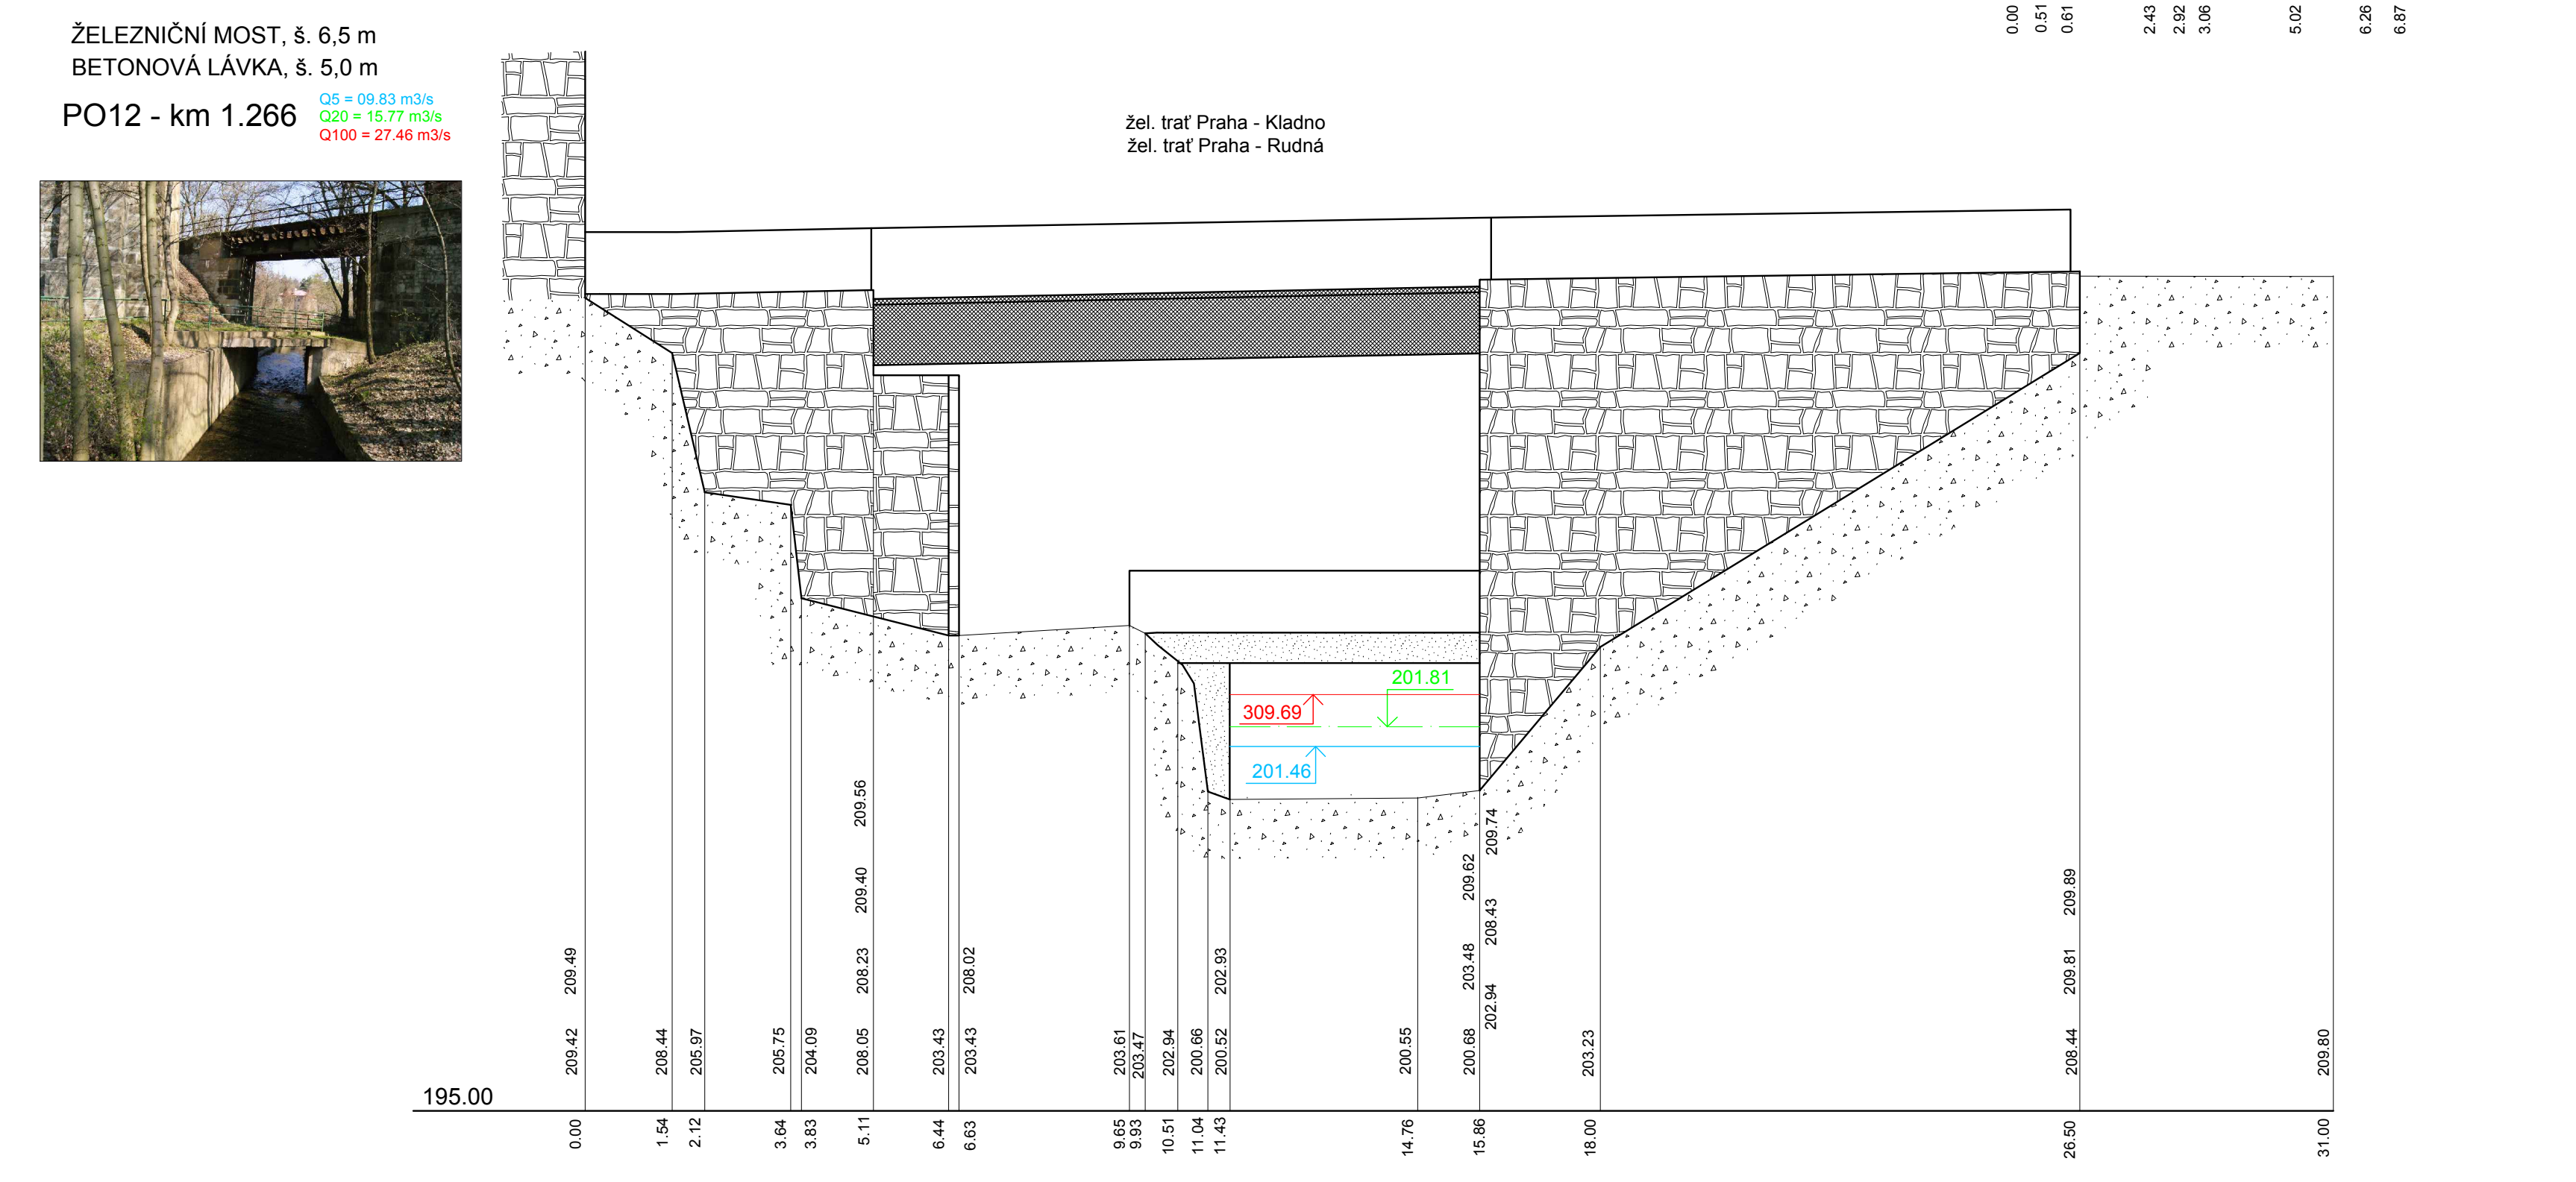 0.00 0.51 0.61 2.43 2.92 3.06 5.02 6.26 6.87
ŽELEZNIČNÍ MOST, š. 6,5 m
BETONOVÁ LÁVKA, š. 5,0 m
PO12 - km 1.266
Q5 = 09.83 m3/s
Q20 = 15.77 m3/s
Q100 = 27.46 m3/s
žel. trať Praha - Kladno
žel. trať Praha - Rudná
201.81
309.69
201.46
209.56
209.74
209.40 209.62 209.89
208.43
209.49 208.23 208.02 202.93 203.48 209.81
202.94
209.42 208.44 205.97 205.75 204.09 208.05 203.43 203.43 203.61 203.47 202.94 200.66 200.52 200.55 200.68 203.23 208.44 209.80
195.00
0.00 1.54 2.12 3.64 3.83 5.11 6.44 6.63 9.65 9.93 10.51 11.04 11.43 14.76 15.86 18.00 26.50 31.00